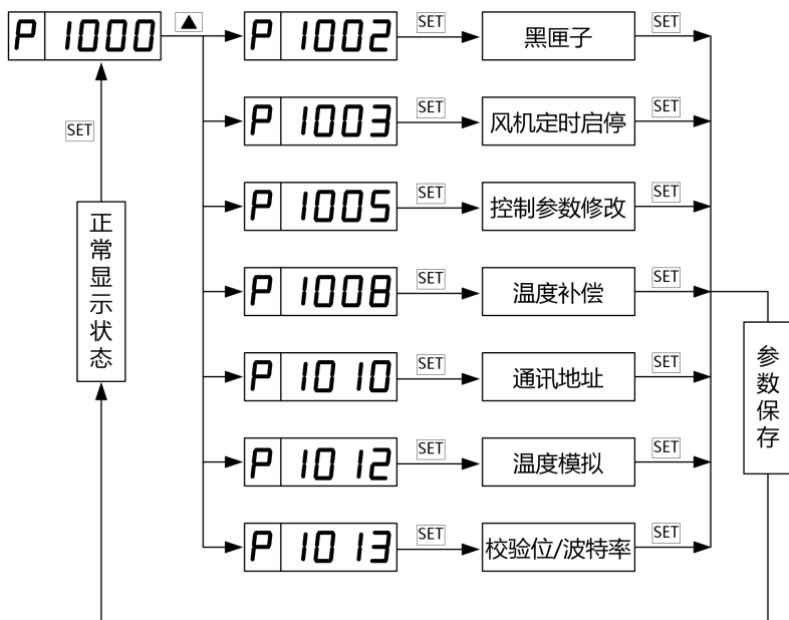 P 1000
▲
P 1002
SET
黑匣子
SET
P 1003
SET
风机定时启停
SET
SET
P 1005
SET
控制参数修改
SET
正常显示状态
P 1008
SET
温度补偿
SET
参数保存
P 1010
SET
通讯地址
SET
P 1012
SET
温度模拟
SET
P 1013
SET
校验位/波特率
SET